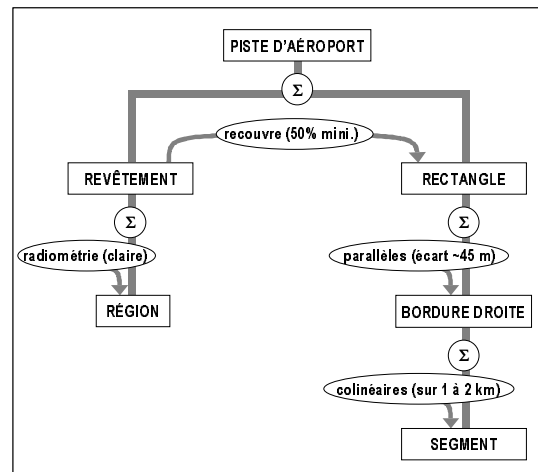 PISTE D'AÉROPORT
Σ
recouvre (50% mini.)
REVÊTEMENT
RECTANGLE
Σ
Σ
radiométrie (claire)
parallèles (écart ~45 m)
RÉGION
BORDURE DROITE
Σ
colinéaires (sur 1 à 2 km)
SEGMENT